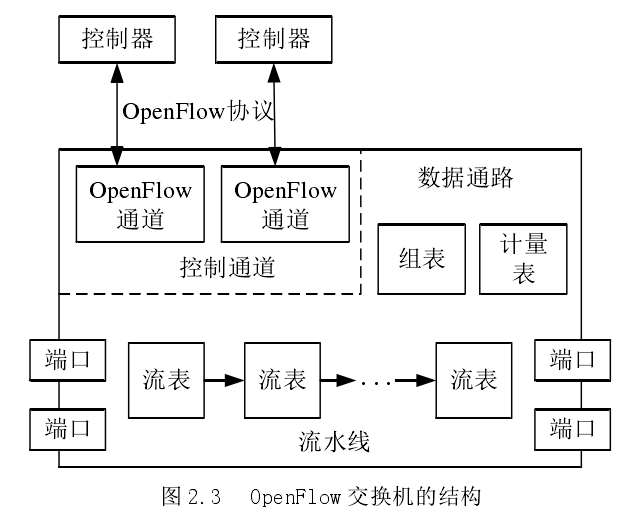 控制器
控制器
OpenFlow协议
OpenFlow
通道
OpenFlow
通道
控制通道
数据通路
组表
计量
表
端口
端口
流表
流表
...
流表
流水线
端口
端口
图 2.3 OpenFlow 交换机的结构